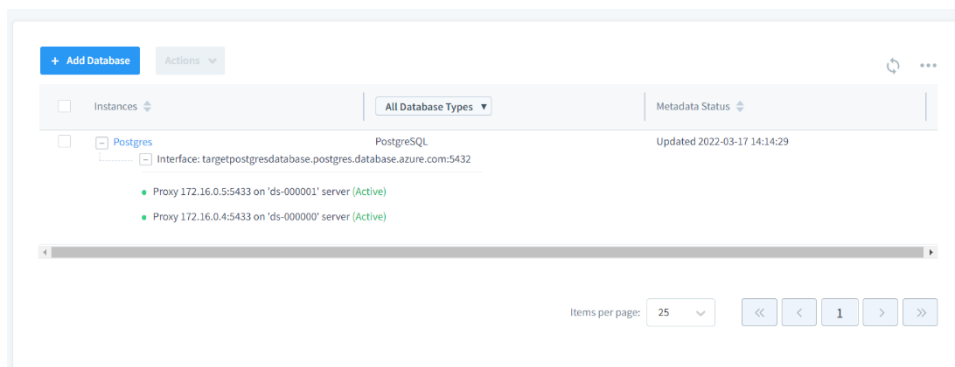 + Add Database Actions
Instances All Database Types Metadata Status
Postgres PostgreSQL Updated 2022-03-17 14:14:29
Interface: targetpostgresdatabase.postgres.database.azure.com:5432
Proxy 172.16.0.5:5433 on 'ds-000001' server (Active)
Proxy 172.16.0.4:5433 on 'ds-000000' server (Active)
Items per page: 25 1